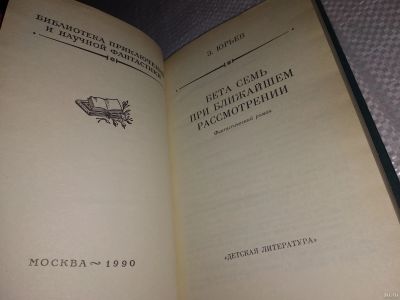 БИБЛИОТЕКА ПРИКЛЮЧЕНИЙ
И НАУЧНОЙ ФАНТАСТИКИ
МОСКВА ~ 1990
З. ЮРЬЕВ
БЕТА СЕМЬ
ПРИ БЛИЖАЙШЕМ
РАССМОТРЕНИИ
Фантастический роман
«ДЕТСКАЯ ЛИТЕРАТУРА»